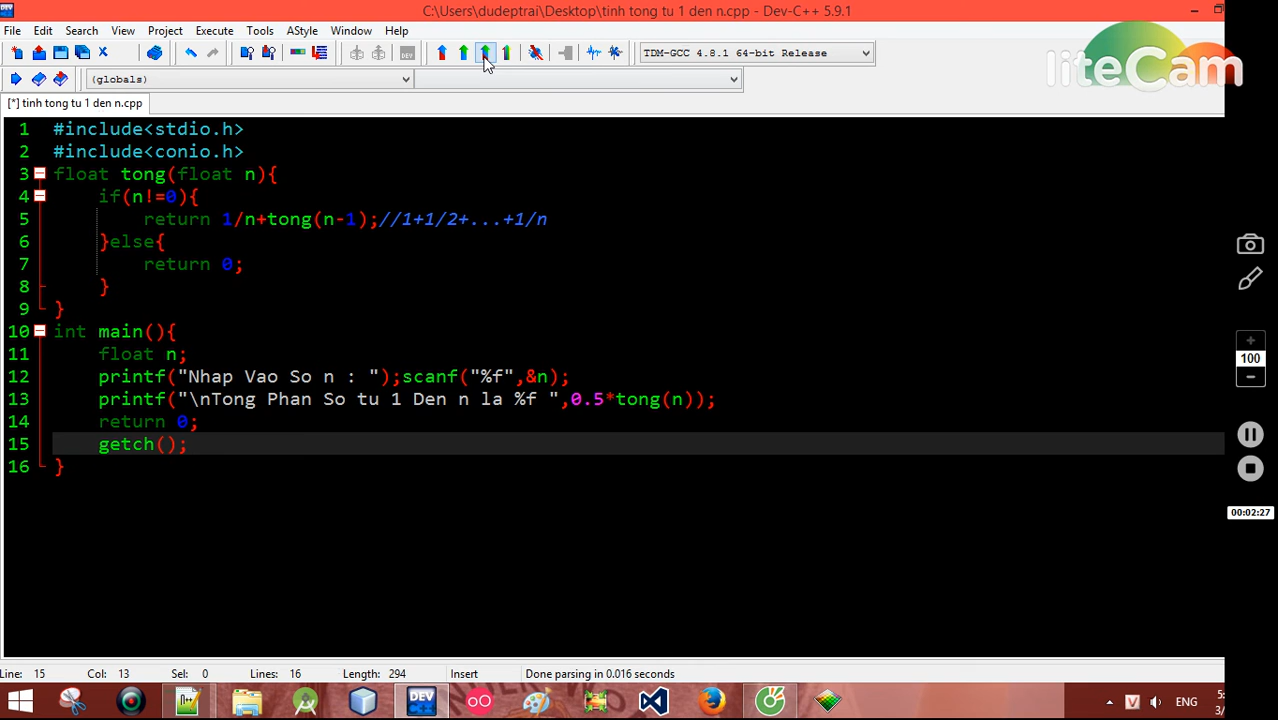 C:\Users\dudeptrai\Desktop\tinh tong tu 1 den n.cpp - Dev-C++ 5.9.1
File Edit Search View Project Execute Tools AStyle Window Help
TDM-GCC 4.8.1 64-bit Release
liteCam
(globals)
[*] tinh tong tu 1 den n.cpp
1 #include<stdio.h>
2 #include<conio.h>
3 float tong(float n){
4 if(n!=0){
5 return 1/n+tong(n-1);//1+1/2+...+1/n
6 }else{
7 return 0;
8 }
9 }
10 int main(){
11 float n;
12 printf("Nhap Vao So n : ");scanf("%f",&n);
13 printf("\nTong Phan So tu 1 Den n la %f ",0.5*tong(n));
14 return 0;
15 getch();
16 }
100
00:02:27
Line: 15 Col: 13 Sel: 0 Lines: 16 Length: 294 Insert Done parsing in 0.016 seconds
DEV C++
V ENG